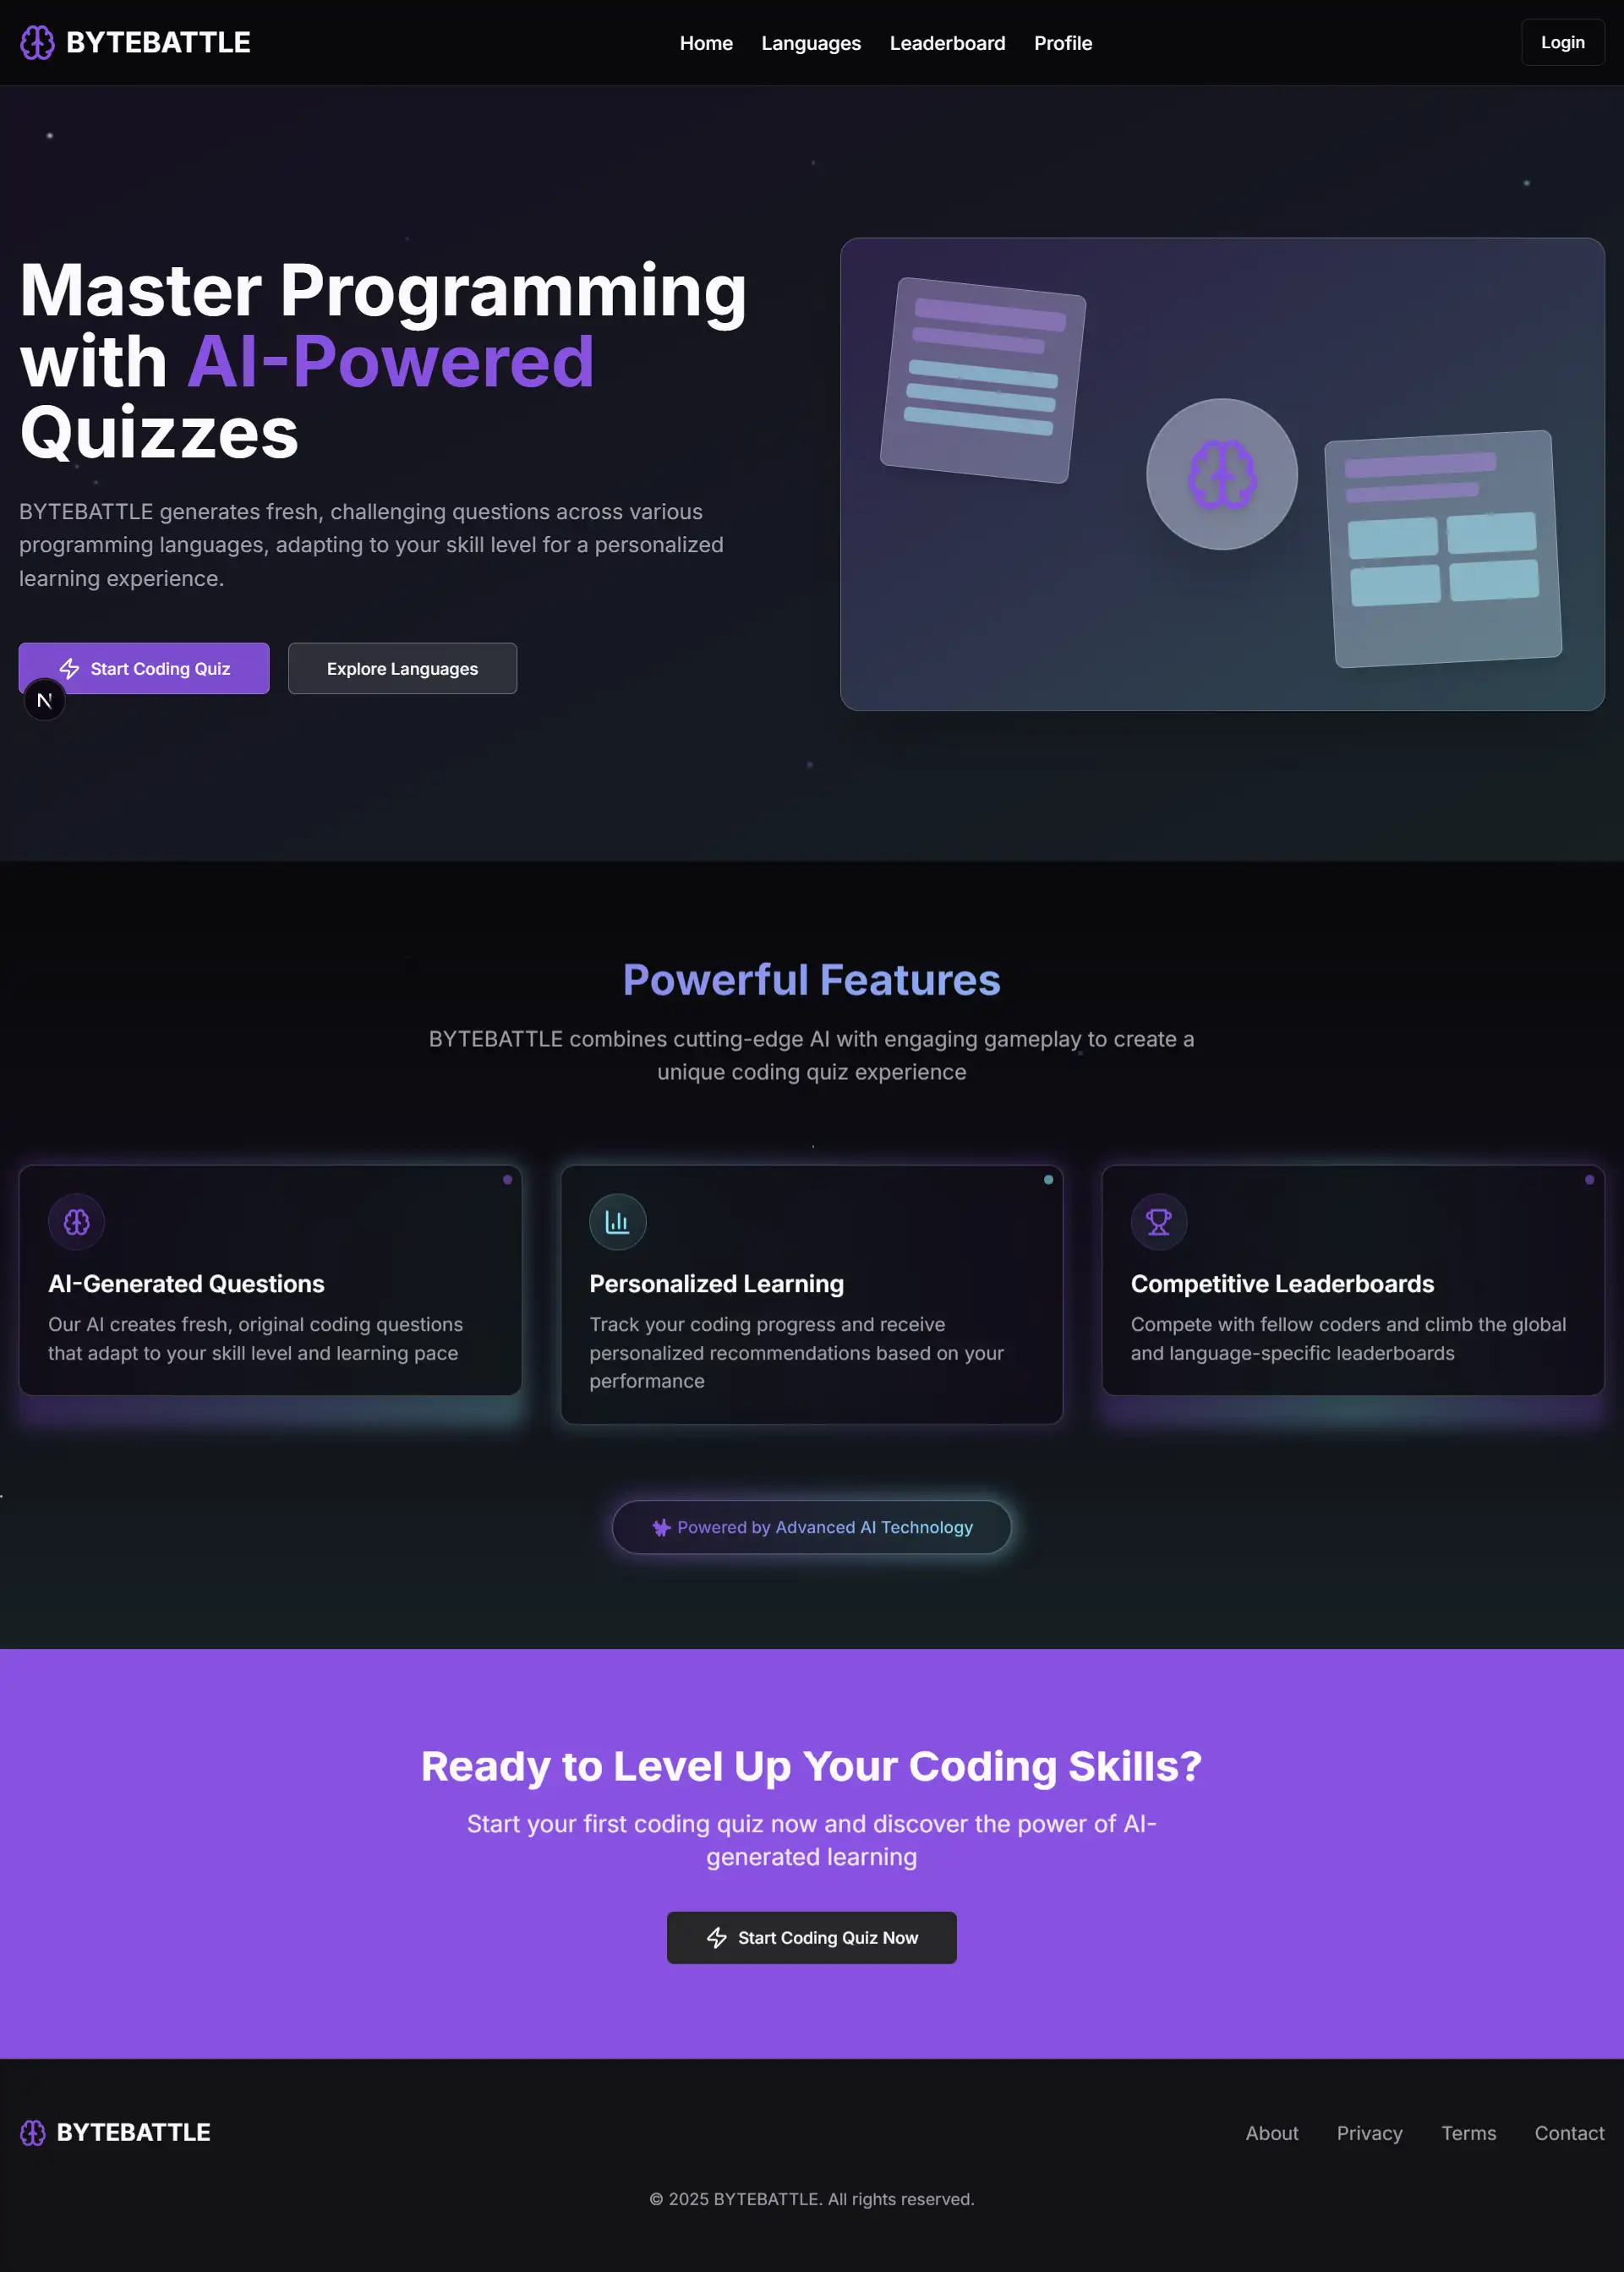 BYTEBATTLE
Home Languages Leaderboard Profile
Login
Master Programming
with AI-Powered
Quizzes
BYTEBATTLE generates fresh, challenging questions across various
programming languages, adapting to your skill level for a personalized
learning experience.
Start Coding Quiz
Explore Languages
N
Powerful Features
BYTEBATTLE combines cutting-edge AI with engaging gameplay to create a
unique coding quiz experience
AI-Generated Questions
Our AI creates fresh, original coding questions
that adapt to your skill level and learning pace
Personalized Learning
Track your coding progress and receive
personalized recommendations based on your
performance
Competitive Leaderboards
Compete with fellow coders and climb the global
and language-specific leaderboards
Powered by Advanced AI Technology
Ready to Level Up Your Coding Skills?
Start your first coding quiz now and discover the power of AI-
generated learning
Start Coding Quiz Now
BYTEBATTLE
About Privacy Terms Contact
© 2025 BYTEBATTLE. All rights reserved.